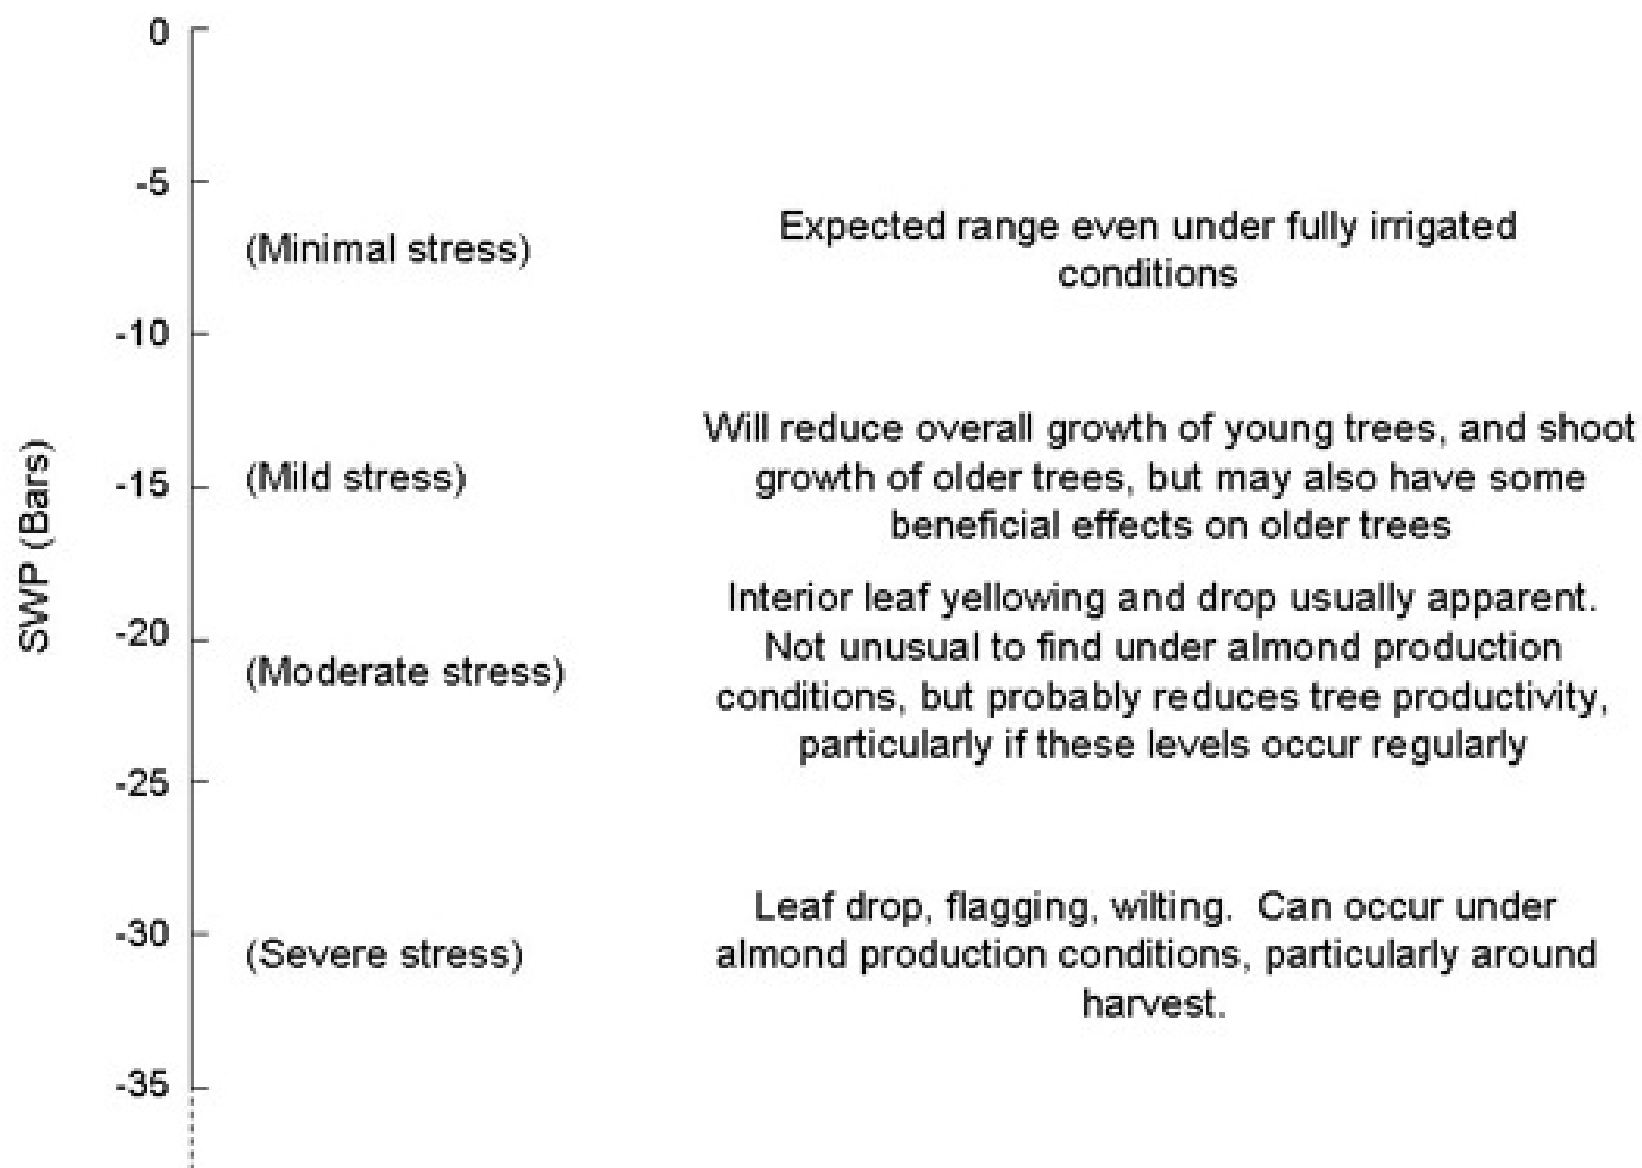 0
-5
(Minimal stress)
Expected range even under fully irrigated
conditions
-10
Will reduce overall growth of young trees, and shoot
-15
(Mild stress)
growth of older trees, but may also have some
beneficial effects on older trees
SWP (Bars)
Interior leaf yellowing and drop usually apparent.
-20
Not unusual to find under almond production
(Moderate stress)
conditions, but probably reduces tree productivity,
particularly if these levels occur regularly
-25
Leaf drop, flagging, wilting.  Can occur under
-30
(Severe stress)
almond production conditions, particularly around
harvest.
-35